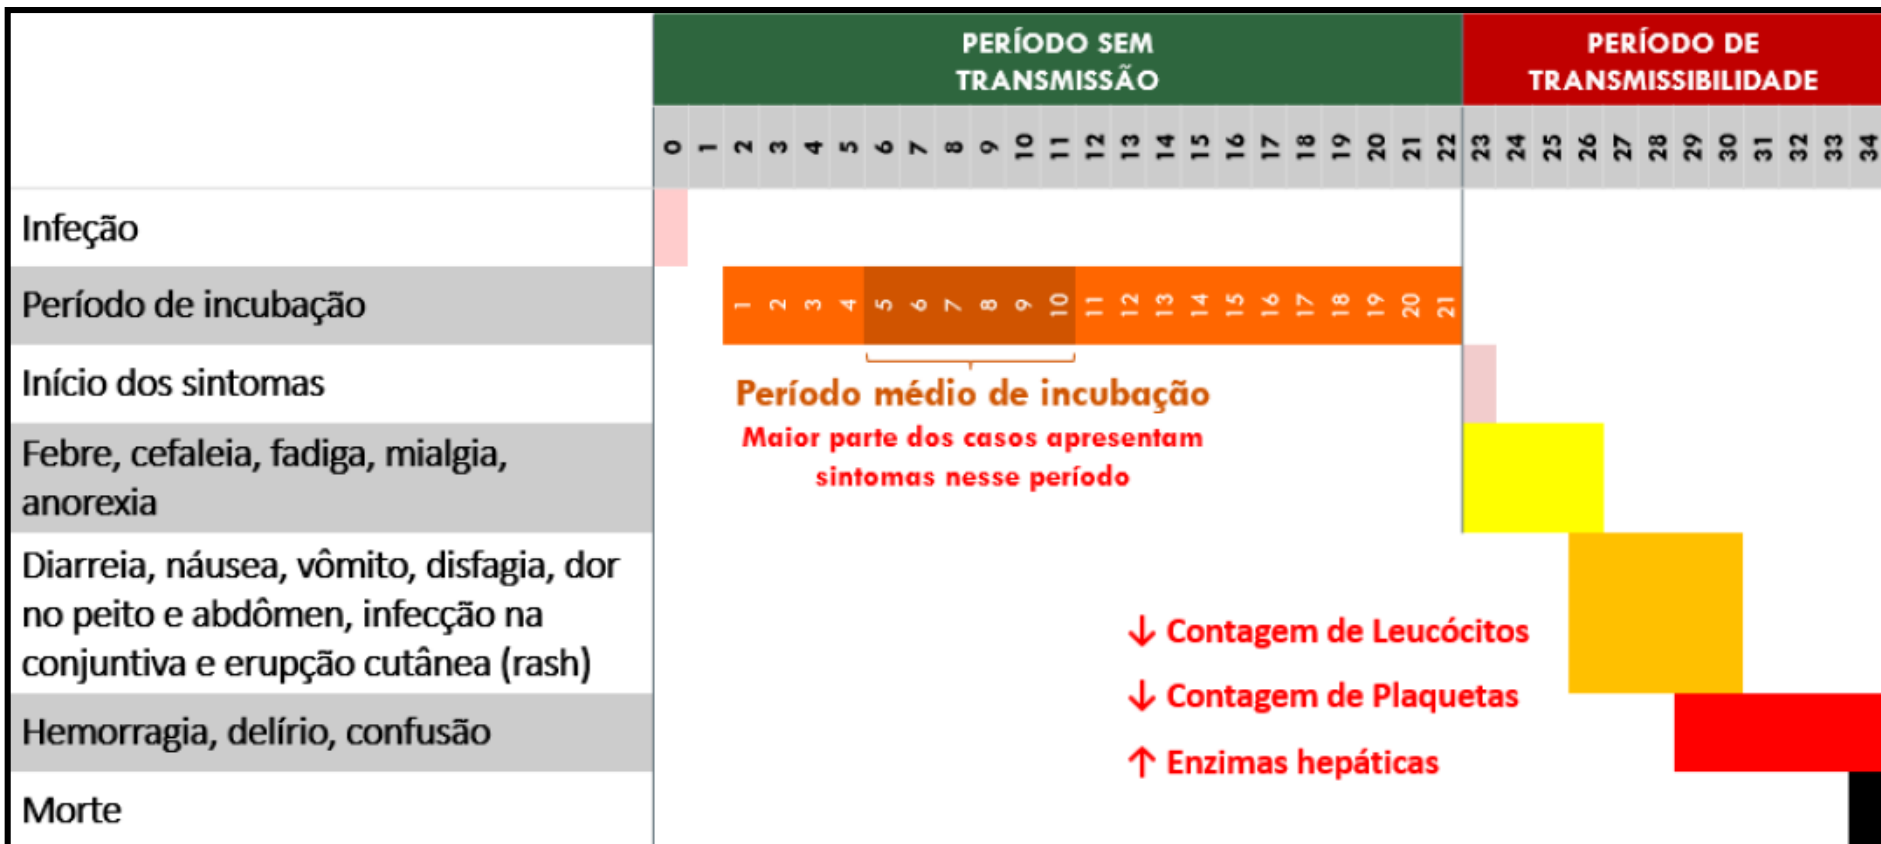 PERÍODO SEM
TRANSMISSÃO
PERÍODO DE
TRANSMISSIBILIDADE
0 1 2 3 4 5 6 7 8 9 10 11 12 13 14 15 16 17 18 19 20 21 22 23 24 25 26 27 28 29 30 31 32 33 34
Infeção
Período de incubação
1 2 3 4 5 6 7 8 9 10 11 12 13 14 15 16 17 18 19 20 21
Início dos sintomas
Período médio de incubação
Maior parte dos casos apresentam
sintomas nesse período
Febre, cefaleia, fadiga, mialgia,
anorexia
Diarreia, náusea, vômito, disfagia, dor
no peito e abdômen, infecção na
conjuntiva e erupção cutânea (rash)
↓ Contagem de Leucócitos
↓ Contagem de Plaquetas
↑ Enzimas hepáticas
Hemorragia, delírio, confusão
Morte